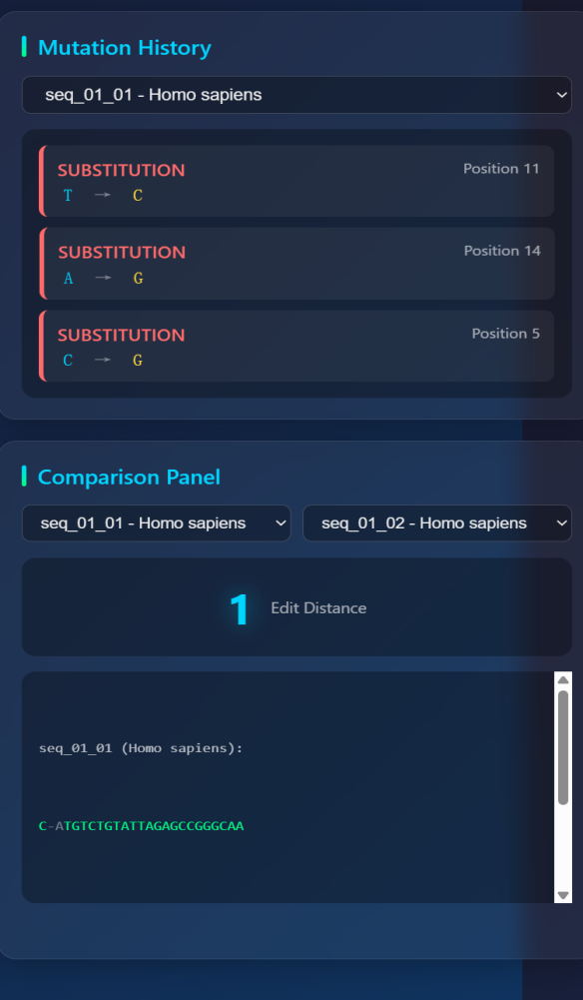 Mutation History
seq_01_01 - Homo sapiens
SUBSTITUTION Position 11
T → C
SUBSTITUTION Position 14
A → G
SUBSTITUTION Position 5
C → G
Comparison Panel
seq_01_01 - Homo sapiens seq_01_02 - Homo sapiens
1 Edit Distance
seq_01_01 (Homo sapiens):
C-ATGTCTGTATTAGAGCCGGGCAA